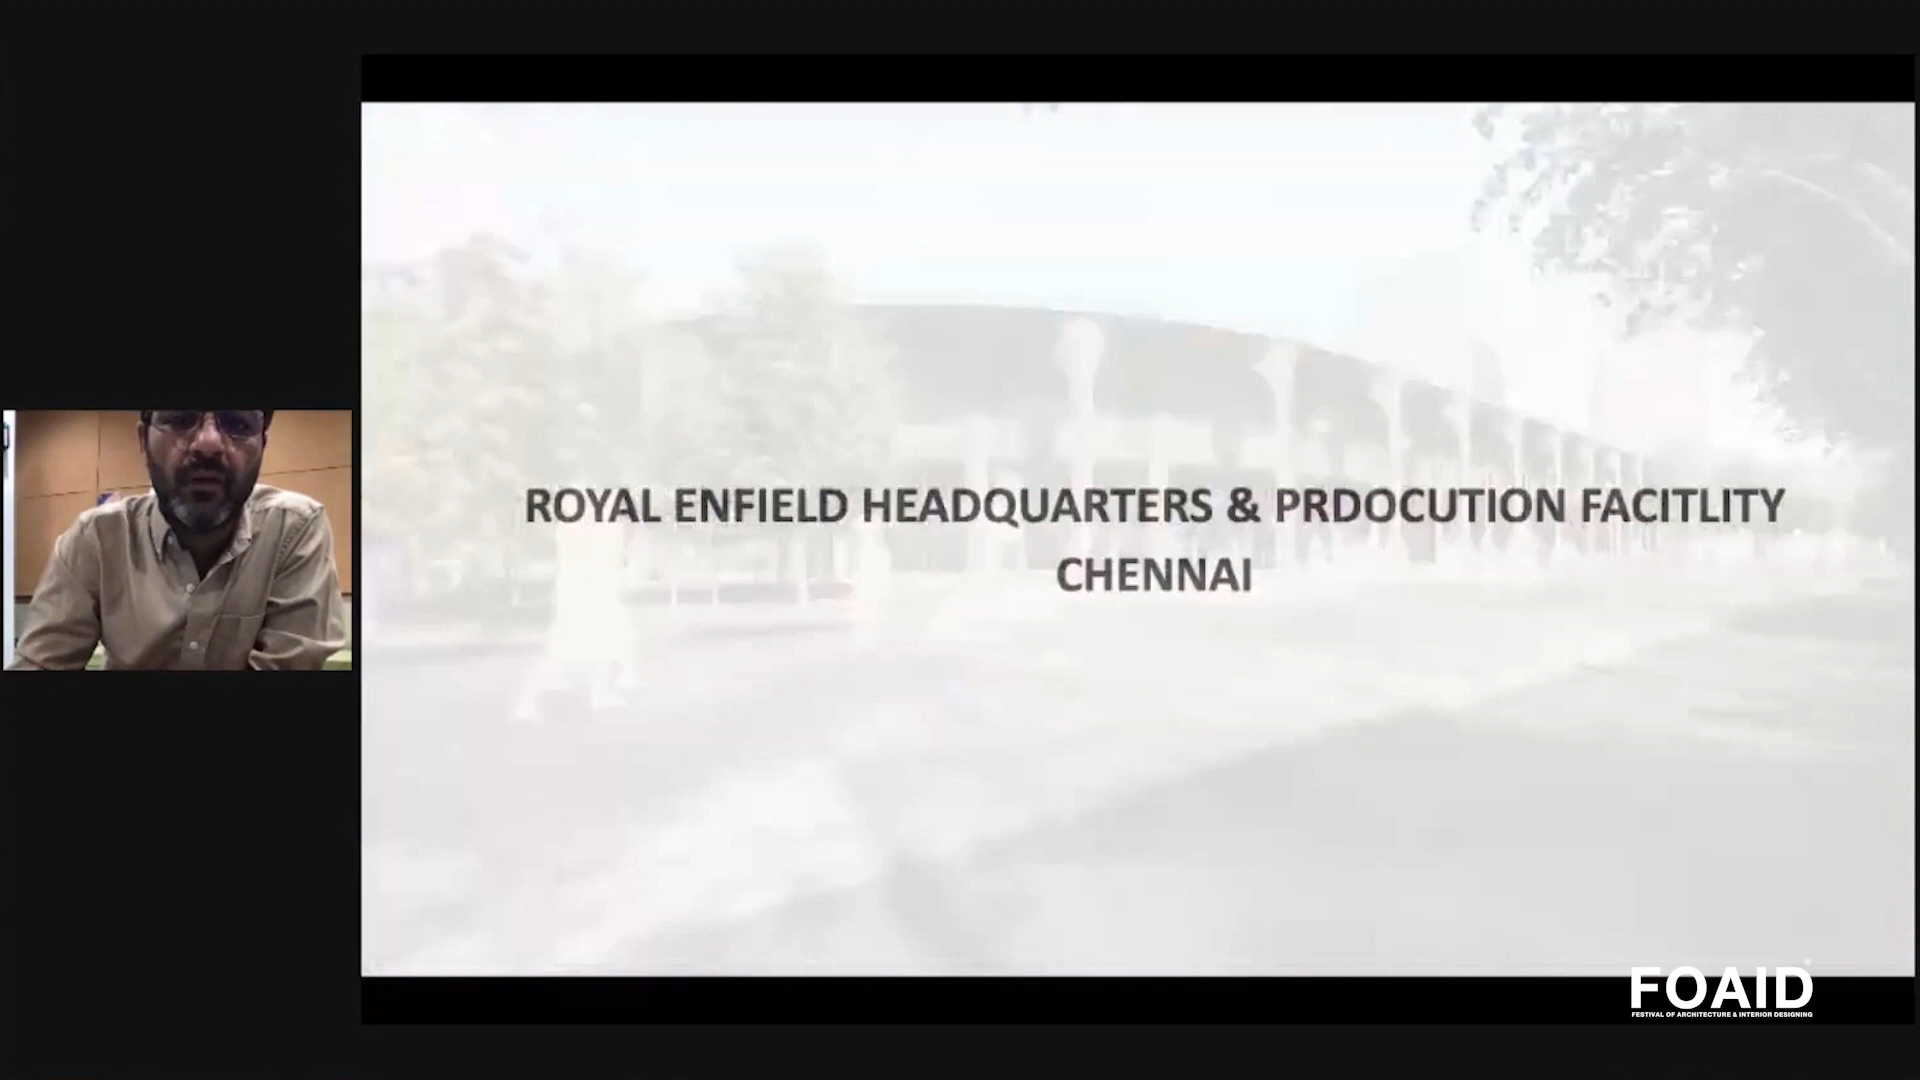 ROYAL ENFIELD HEADQUARTERS & PRDOCUTION FACITLITY
CHENNAI
FOAID®
FESTIVAL OF ARCHITECTURE & INTERIOR DESIGNING